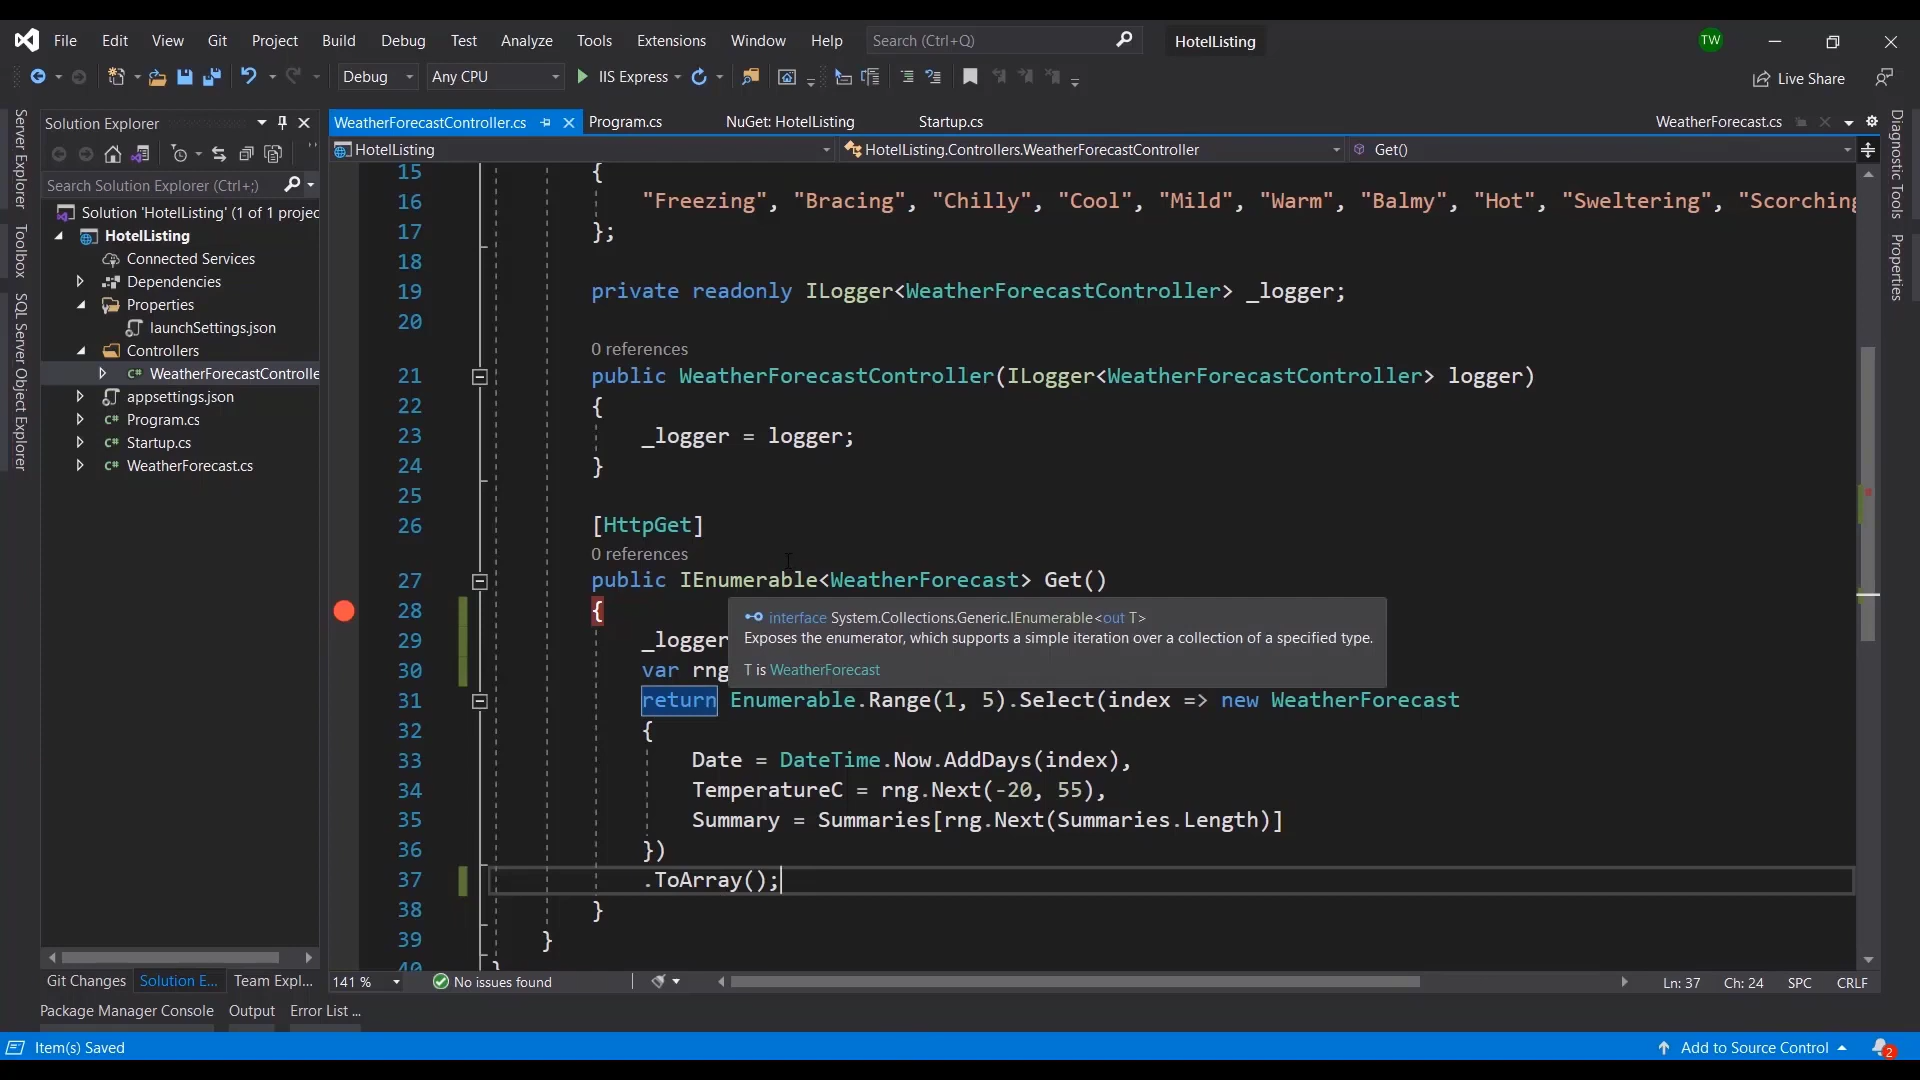 File Edit View Git Project Build Debug Test Analyze Tools Extensions Window Help Search (Ctrl+Q) HotelListing TW
Debug Any CPU IIS Express Live Share
Server Explorer
Toolbox
SQL Server Object Explorer
Solution Explorer
Search Solution Explorer (Ctrl+;)
Solution 'HotelListing' (1 of 1 projec
HotelListing
Connected Services
Dependencies
Properties
launchSettings.json
Controllers
WeatherForecastControlle
appsettings.json
Program.cs
Startup.cs
WeatherForecast.cs
Git Changes Solution E... Team Expl...
WeatherForecastController.cs Program.cs NuGet: HotelListing Startup.cs WeatherForecast.cs
HotelListing HotelListing.Controllers.WeatherForecastController Get()
15 {
16 "Freezing", "Bracing", "Chilly", "Cool", "Mild", "Warm", "Balmy", "Hot", "Sweltering", "Scorching
17 };
18
19 private readonly ILogger<WeatherForecastController> _logger;
20
0 references
21 public WeatherForecastController(ILogger<WeatherForecastController> logger)
22 {
23 _logger = logger;
24 }
25
26 [HttpGet]
0 references
27 public IEnumerable<WeatherForecast> Get()
28 {
interface System.Collections.Generic.IEnumerable<out T>
Exposes the enumerator, which supports a simple iteration over a collection of a specified type.
T is WeatherForecast
29 _logger
30 var rng
31 return Enumerable.Range(1, 5).Select(index => new WeatherForecast
32 {
33 Date = DateTime.Now.AddDays(index),
34 TemperatureC = rng.Next(-20, 55),
35 Summary = Summaries[rng.Next(Summaries.Length)]
36 })
37 .ToArray();
38 }
39 }
40 }
141 % No issues found Ln: 37 Ch: 24 SPC CRLF
Diagnostic Tools
Properties
Package Manager Console Output Error List ...
Item(s) Saved Add to Source Control 2